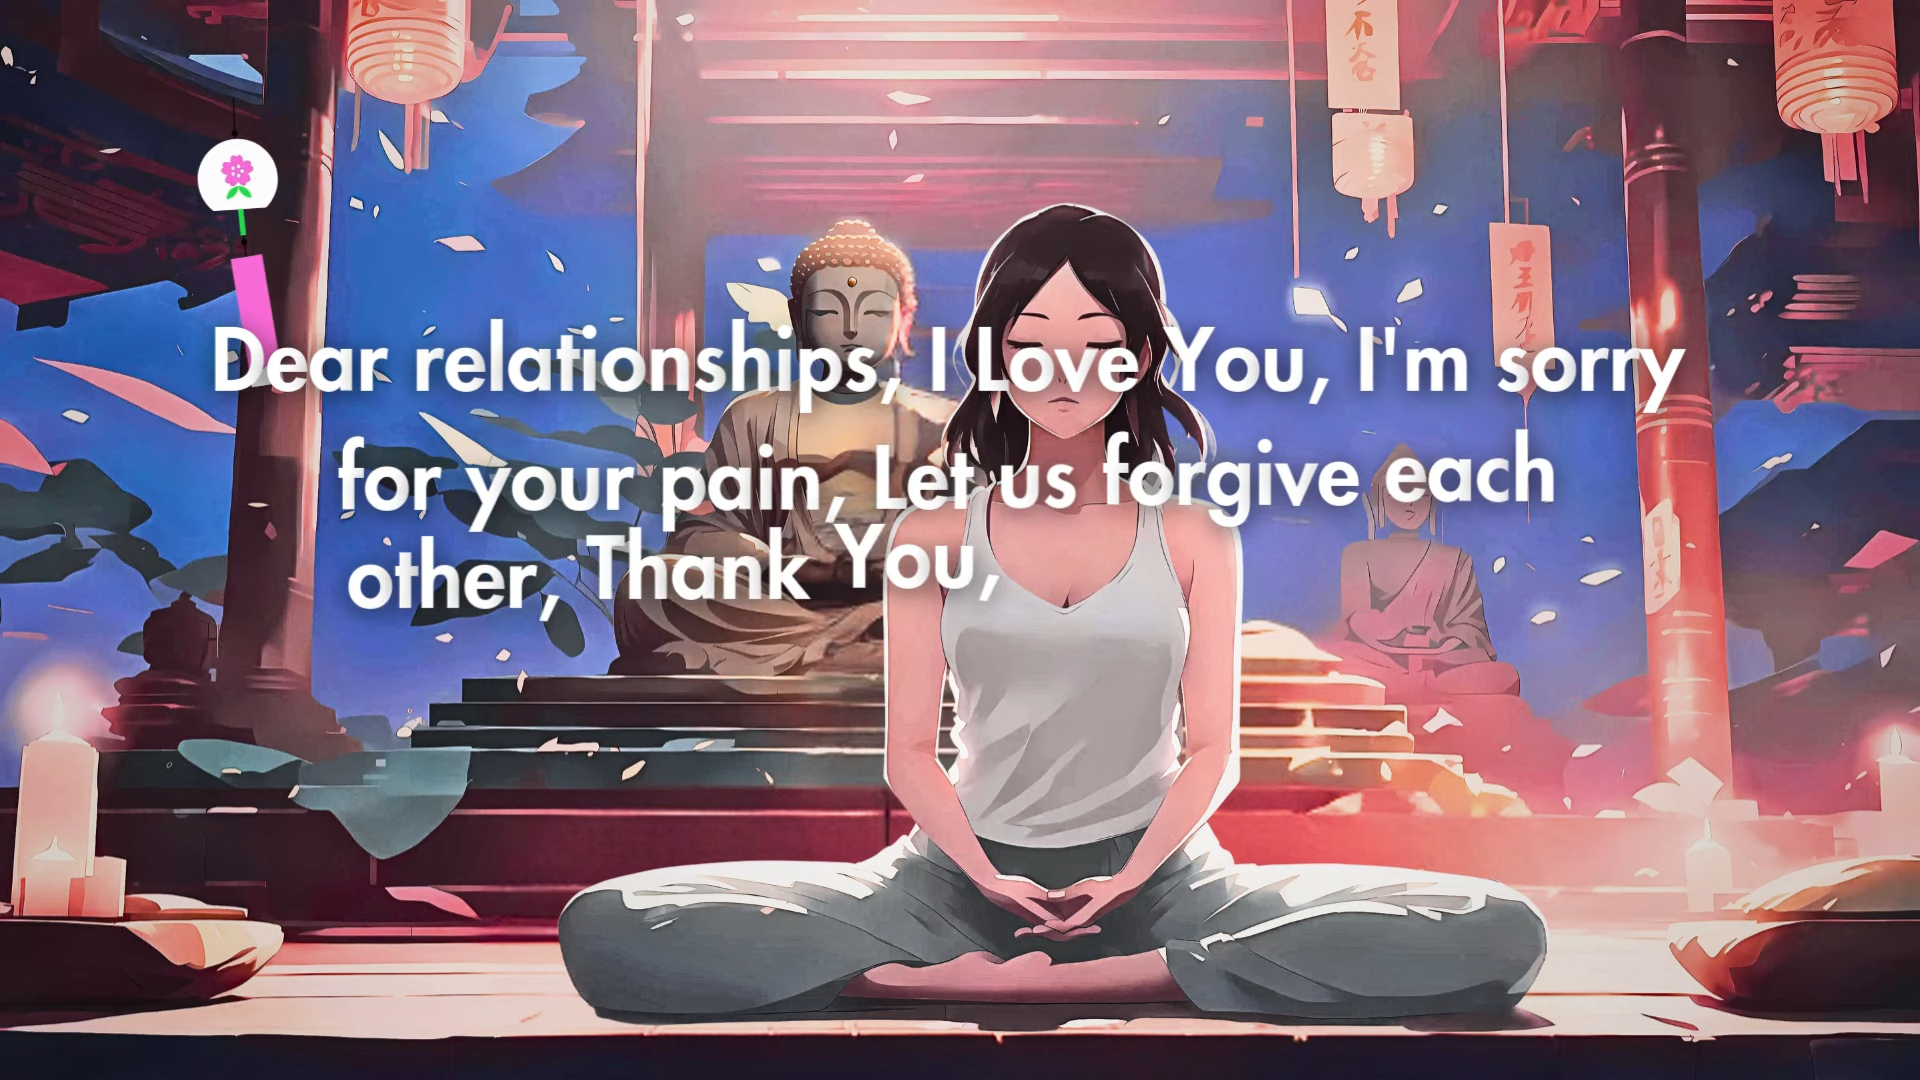 Dear relationships, I Love You, I'm sorry
for your pain, Let us forgive each
other, Thank You,